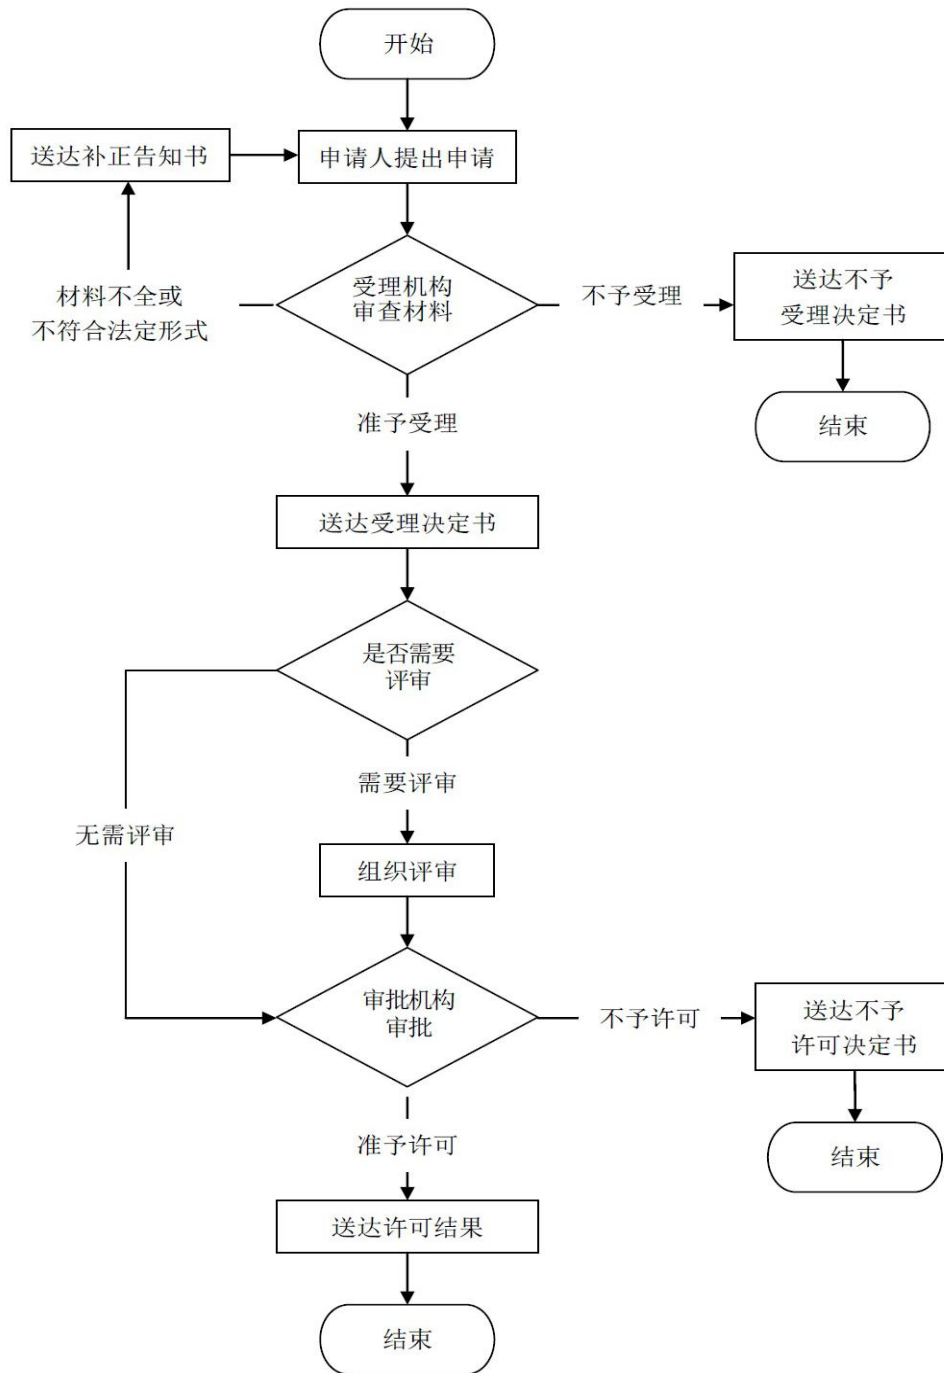 开始
送达补正告知书
申请人提出申请
材料不全或
不符合法定形式
受理机构
审查材料
不予受理
送达不予
受理决定书
结束
准予受理
送达受理决定书
是否需要
评审
需要评审
无需评审
组织评审
审批机构
审批
不予许可
送达不予
许可决定书
结束
准予许可
送达许可结果
结束